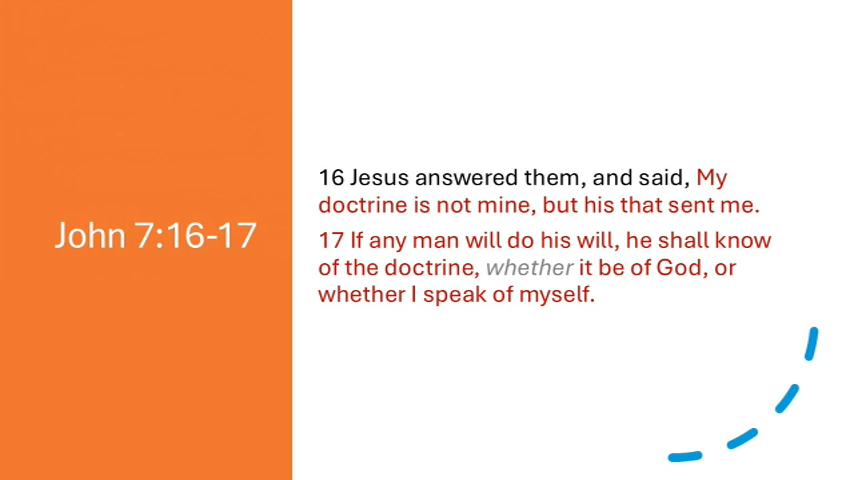 John 7:16-17
16 Jesus answered them, and said, My
doctrine is not mine, but his that sent me.
17 If any man will do his will, he shall know
of the doctrine, whether it be of God, or
whether I speak of myself.